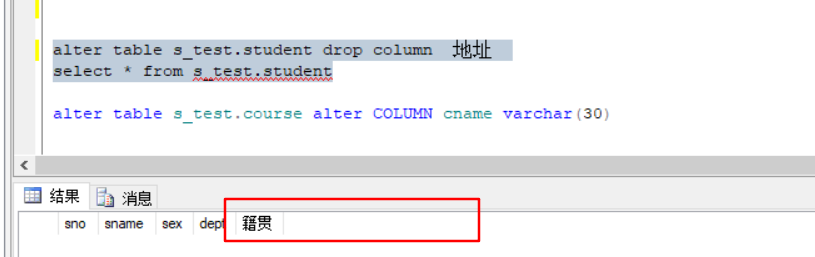 alter table s_test.student drop column 地址
select * from s_test.student
alter table s_test.course alter COLUMN cname varchar(30)
结果 消息
sno sname sex dept 籍贯